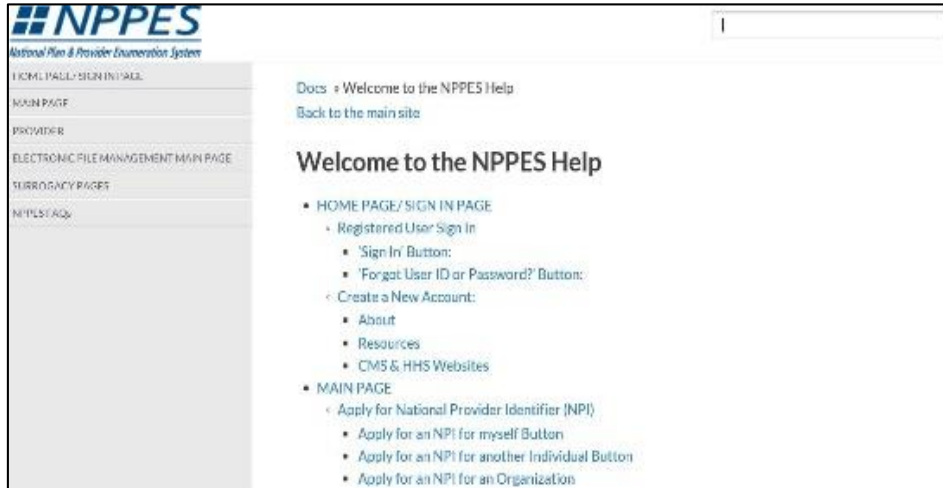 NPPES
National Plan & Provider Enumeration System
HOME PAGE/ SIGN IN PAGE
MAIN PAGE
PROVIDER
ELECTRONIC FILE MANAGEMENT MAIN PAGE
SURROGACY PAGES
NPPES FAQs
Docs » Welcome to the NPPES Help
Back to the main site
Welcome to the NPPES Help
HOME PAGE/ SIGN IN PAGE
Registered User Sign In
'Sign In' Button:
'Forgot User ID or Password?' Button:
Create a New Account:
About
Resources
CMS & HHS Websites
MAIN PAGE
Apply for National Provider Identifier (NPI)
Apply for an NPI for myself Button
Apply for an NPI for another Individual Button
Apply for an NPI for an Organization